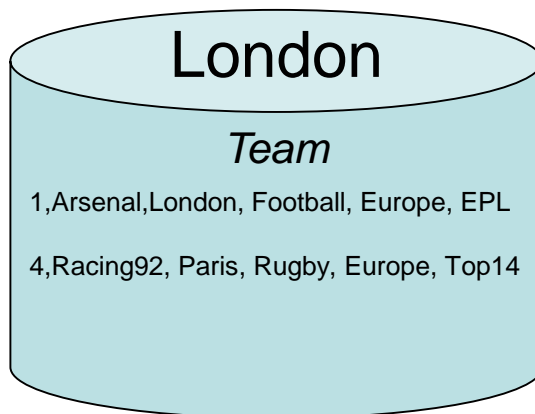 London
Team
1,Arsenal,London, Football, Europe, EPL
4,Racing92, Paris, Rugby, Europe, Top14